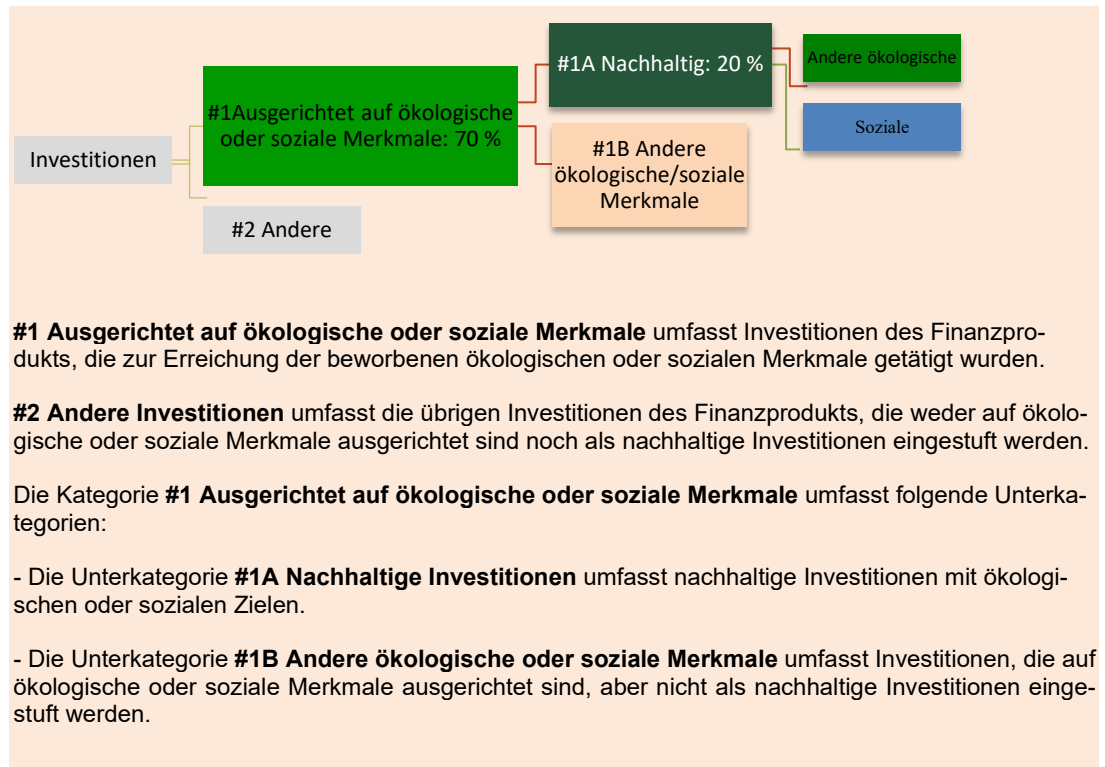 #1A Nachhaltig: 20 %
Andere ökologische
#1Ausgerichtet auf ökologische
oder soziale Merkmale: 70 %
Soziale
Investitionen
#1B Andere
ökologische/soziale
Merkmale
#2 Andere
#1 Ausgerichtet auf ökologische oder soziale Merkmale umfasst Investitionen des Finanzpro-
dukts, die zur Erreichung der beworbenen ökologischen oder sozialen Merkmale getätigt wurden.
#2 Andere Investitionen umfasst die übrigen Investitionen des Finanzprodukts, die weder auf ökolo-
gische oder soziale Merkmale ausgerichtet sind noch als nachhaltige Investitionen eingestuft werden.
Die Kategorie #1 Ausgerichtet auf ökologische oder soziale Merkmale umfasst folgende Unterka-
tegorien:
- Die Unterkategorie #1A Nachhaltige Investitionen umfasst nachhaltige Investitionen mit ökologi-
schen oder sozialen Zielen.
- Die Unterkategorie #1B Andere ökologische oder soziale Merkmale umfasst Investitionen, die auf
ökologische oder soziale Merkmale ausgerichtet sind, aber nicht als nachhaltige Investitionen einge-
stuft werden.